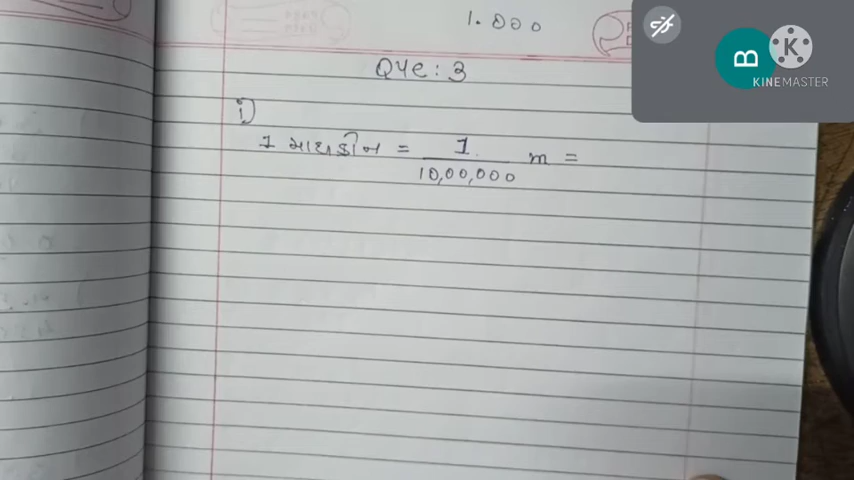 1.000
Que: 3
i)
1 માઇક્રોન = 1/10,00,000 m =
B K
KINEMASTER